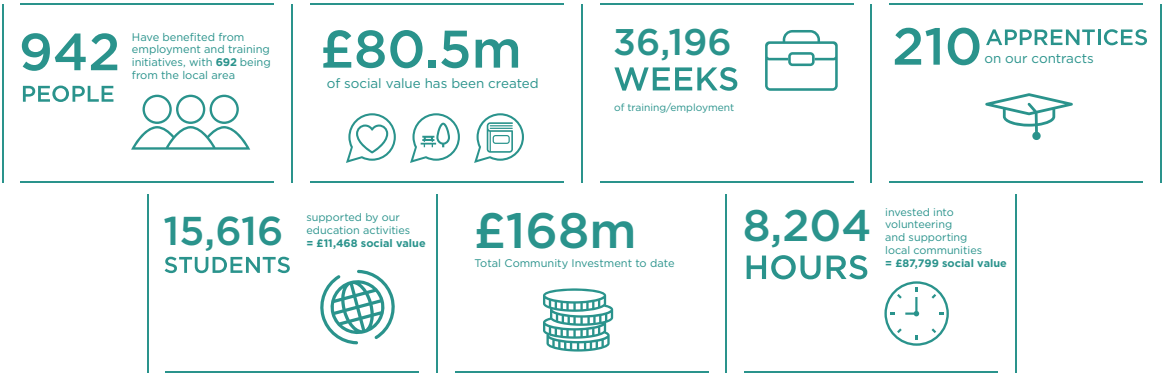 942
PEOPLE
Have benefited from
employment and training
initiatives, with 692 being
from the local area
£80.5m
of social value has been created
36,196
WEEKS
of training/employment
210 APPRENTICES
on our contracts
15,616
STUDENTS
supported by our
education activities
= £11,468 social value
£168m
Total Community Investment to date
8,204
HOURS
invested into
volunteering
and supporting
local communities
= £87,799 social value